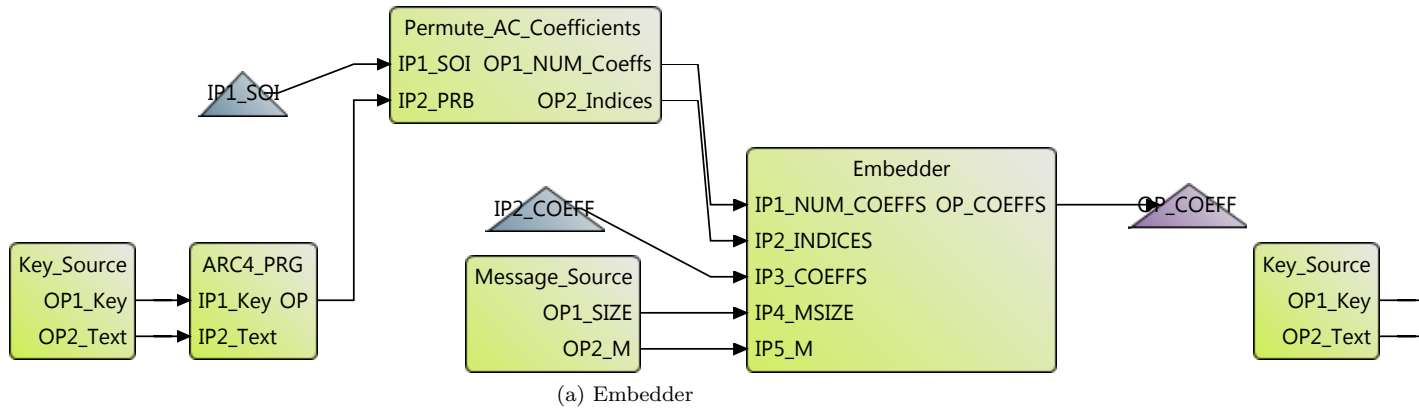 Permute_AC_Coefficients
IP1_SOI OP1_NUM_Coeffs
IP2_PRB OP2_Indices
IP1_SOI
Key_Source
OP1_Key
OP2_Text
ARC4_PRG
IP1_Key OP
IP2_Text
IP2_COEFF
Message_Source
OP1_SIZE
OP2_M
Embedder
IP1_NUM_COEFFS OP_COEFFS
IP2_INDICES
IP3_COEFFS
IP4_MSIZE
IP5_M
OP_COEFF
Key_Source
OP1_Key
OP2_Text
(a) Embedder